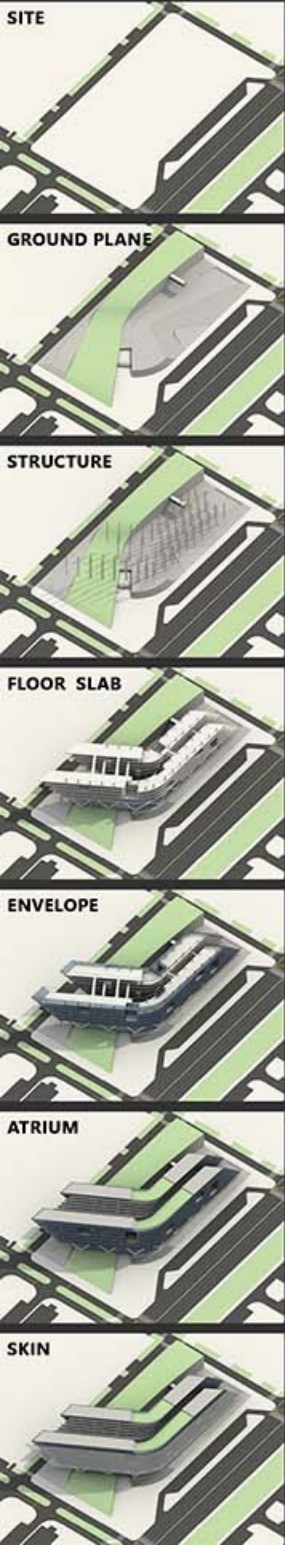 SITE
GROUND PLANE
STRUCTURE
FLOOR SLAB
ENVELOPE
ATRIUM
SKIN